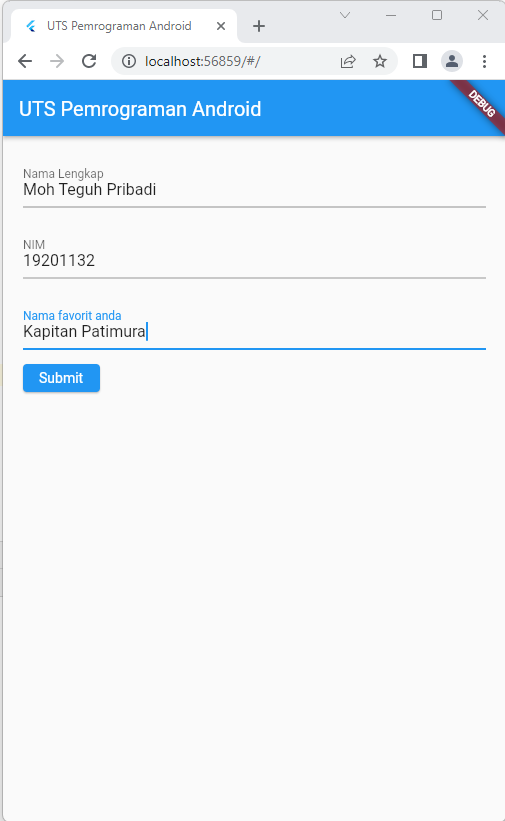 UTS Pemrograman Android
localhost:56859/#/
UTS Pemrograman Android
DEBUG
Nama Lengkap
Moh Teguh Pribadi
NIM
19201132
Nama favorit anda
Kapitan Patimura
Submit